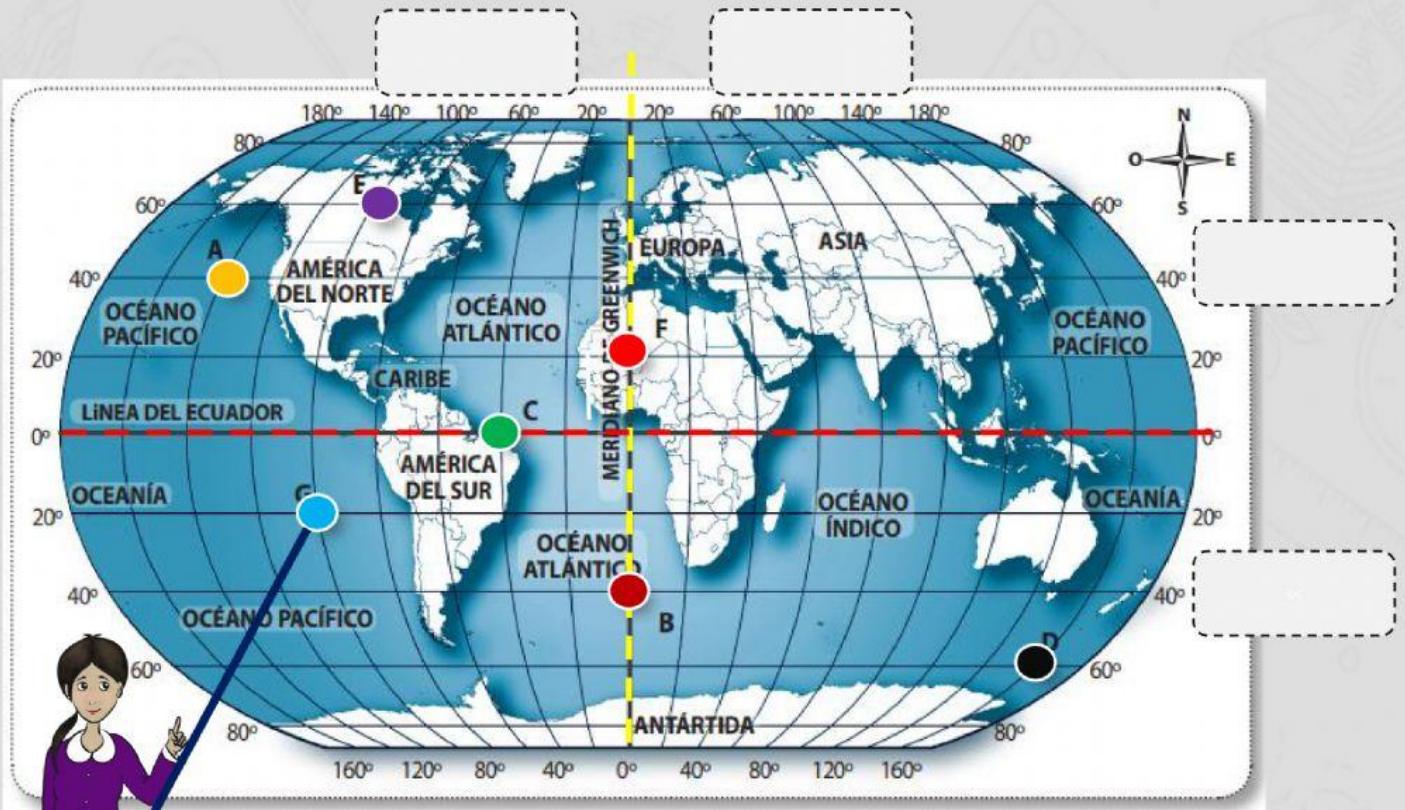 180º 140º 100º 60º 20º 20º 60º 100º 140º 180º
N
80º 80º
O E
E
S
60º 60º
A
EUROPA
ASIA
40º 40º
AMÉRICA
DEL NORTE
OCÉANO
PACÍFICO
OCÉANO
ATLÁNTICO
MERIDIANO DE GREENWICH
F
OCÉANO
PACÍFICO
20º 20º
CARIBE
LíNEA DEL ECUADOR
C
0º 0º
AMÉRICA
DEL SUR
OCEANÍA
G
OCÉANO
ÍNDICO
OCEANÍA
20º 20º
OCÉANOI
ATLÁNTICO
40º 40º
OCÉANO PACÍFICO
B
D
60º 60º
ANTÁRTIDA
80º 80º
160º 120º 80º 40º 0º 40º 80º 120º 160º